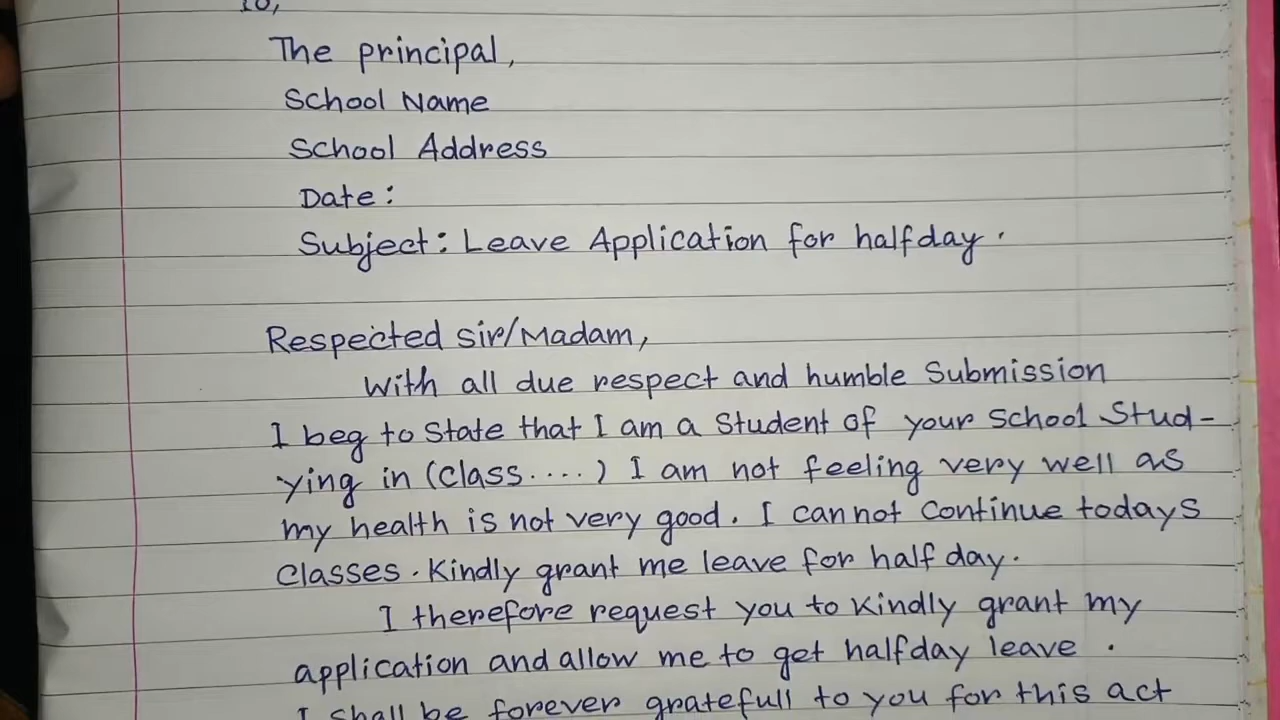 To,
The principal,
School Name
School Address
Date:
Subject: Leave Application for halfday.
Respected Sir/Madam,
With all due respect and humble Submission
I beg to State that I am a Student of your School Stud-
ying in (Class....) I am not feeling very well as
my health is not very good. I cannot Continue todays
Classes. Kindly grant me leave for half day.
I therefore request you to kindly grant my
application and allow me to get halfday leave .
I shall be forever gratefull to you for this act